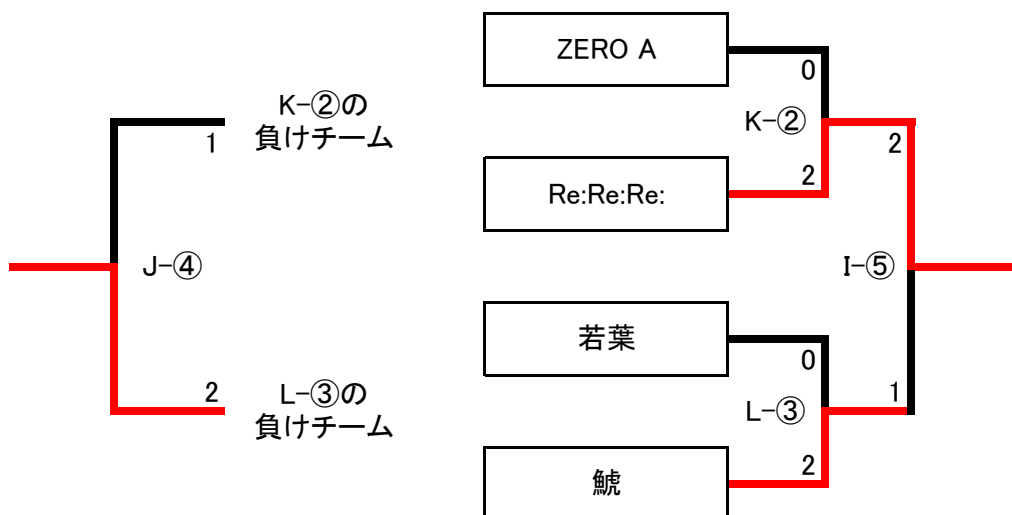 ZERO A
0
K-②の
負けチーム
K-②
1
2
2
Re:Re:Re:
J-④
I-⑤
若葉
0
2
L-③の
負けチーム
L-③
1
2
鯱